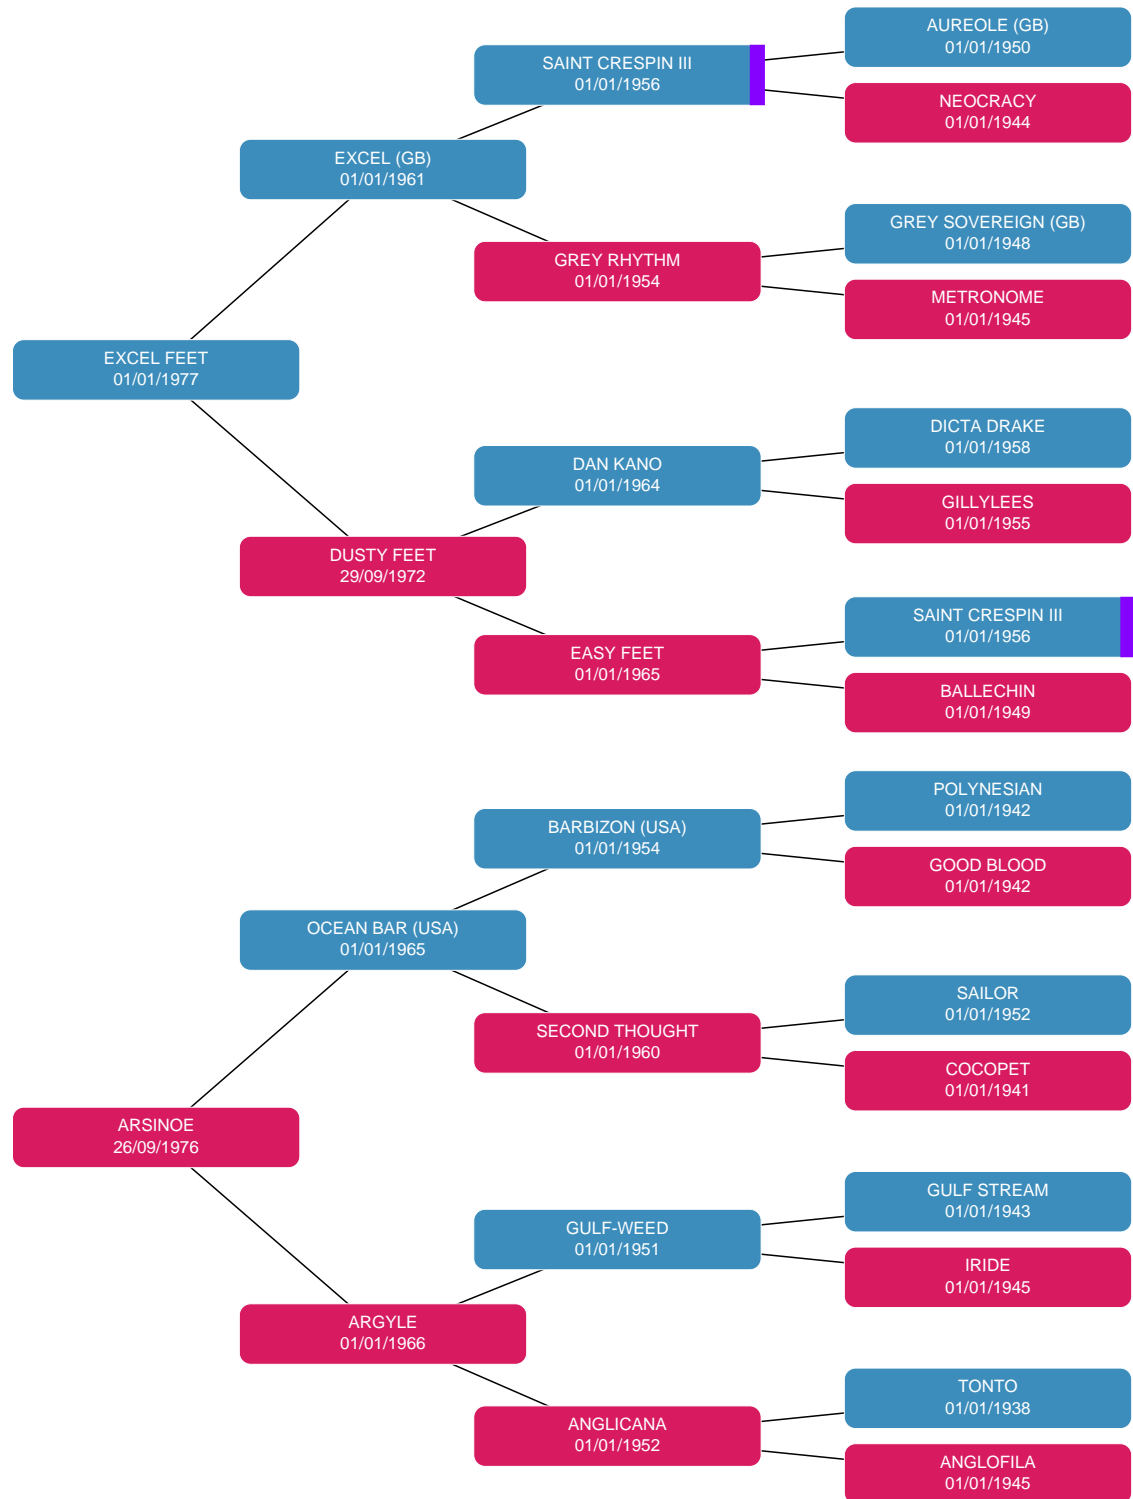 AUREOLE (GB)
01/01/1950
SAINT CRESPIN III
01/01/1956
NEOCRACY
01/01/1944
EXCEL (GB)
01/01/1961
GREY SOVEREIGN (GB)
01/01/1948
GREY RHYTHM
01/01/1954
METRONOME
01/01/1945
EXCEL FEET
01/01/1977
DICTA DRAKE
01/01/1958
DAN KANO
01/01/1964
GILLYLEES
01/01/1955
DUSTY FEET
29/09/1972
SAINT CRESPIN III
01/01/1956
EASY FEET
01/01/1965
BALLECHIN
01/01/1949
POLYNESIAN
01/01/1942
BARBIZON (USA)
01/01/1954
GOOD BLOOD
01/01/1942
OCEAN BAR (USA)
01/01/1965
SAILOR
01/01/1952
SECOND THOUGHT
01/01/1960
COCOPET
01/01/1941
ARSINOE
26/09/1976
GULF STREAM
01/01/1943
GULF-WEED
01/01/1951
IRIDE
01/01/1945
ARGYLE
01/01/1966
TONTO
01/01/1938
ANGLICANA
01/01/1952
ANGLOFILA
01/01/1945